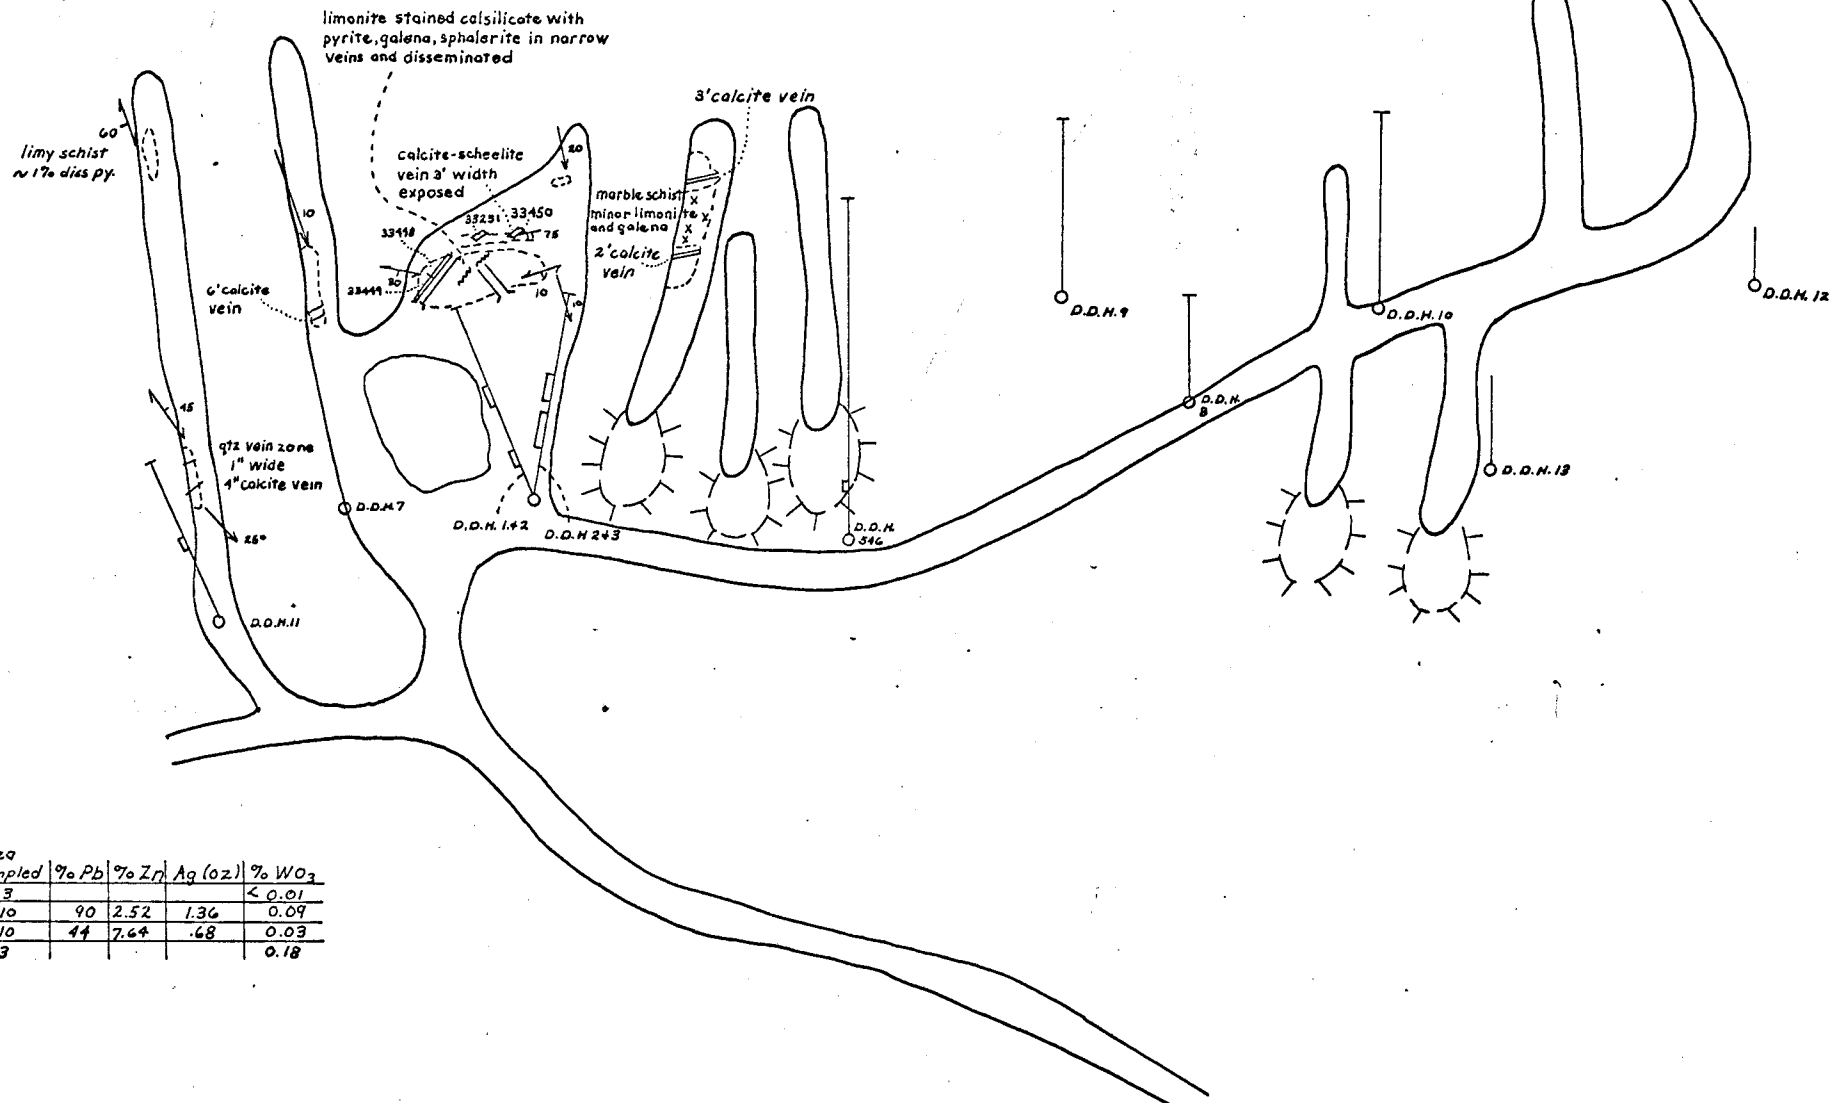 limonite stained calsilicate with
pyrite, galena, sphalerite in narrow
veins and disseminated
3' calcite vein
60
limy schist
~1% diss py.
calcite-scheelite
vein 3' width
exposed
20
marble schist
minor limonite
and galena
2' calcite
vein
x
x
x
x
10
33251
33450
75
33448
30
33449
10
10
6' calcite
vein
D.D.H. 9
D.D.H. 10
D.D.H. 12
D.D.H.
8
45
qtz vein zone
1" wide
4" calcite vein
25°
D.D.H. 7
D.D.H. 1+2
D.D.H 2+3
D.D.H.
5+6
D.D.H. 13
D.D.H. 11
% Pb % Zn Ag (oz) % WO3
3 < 0.01
10 90 2.52 1.36 0.09
10 44 7.64 .68 0.03
3 0.18